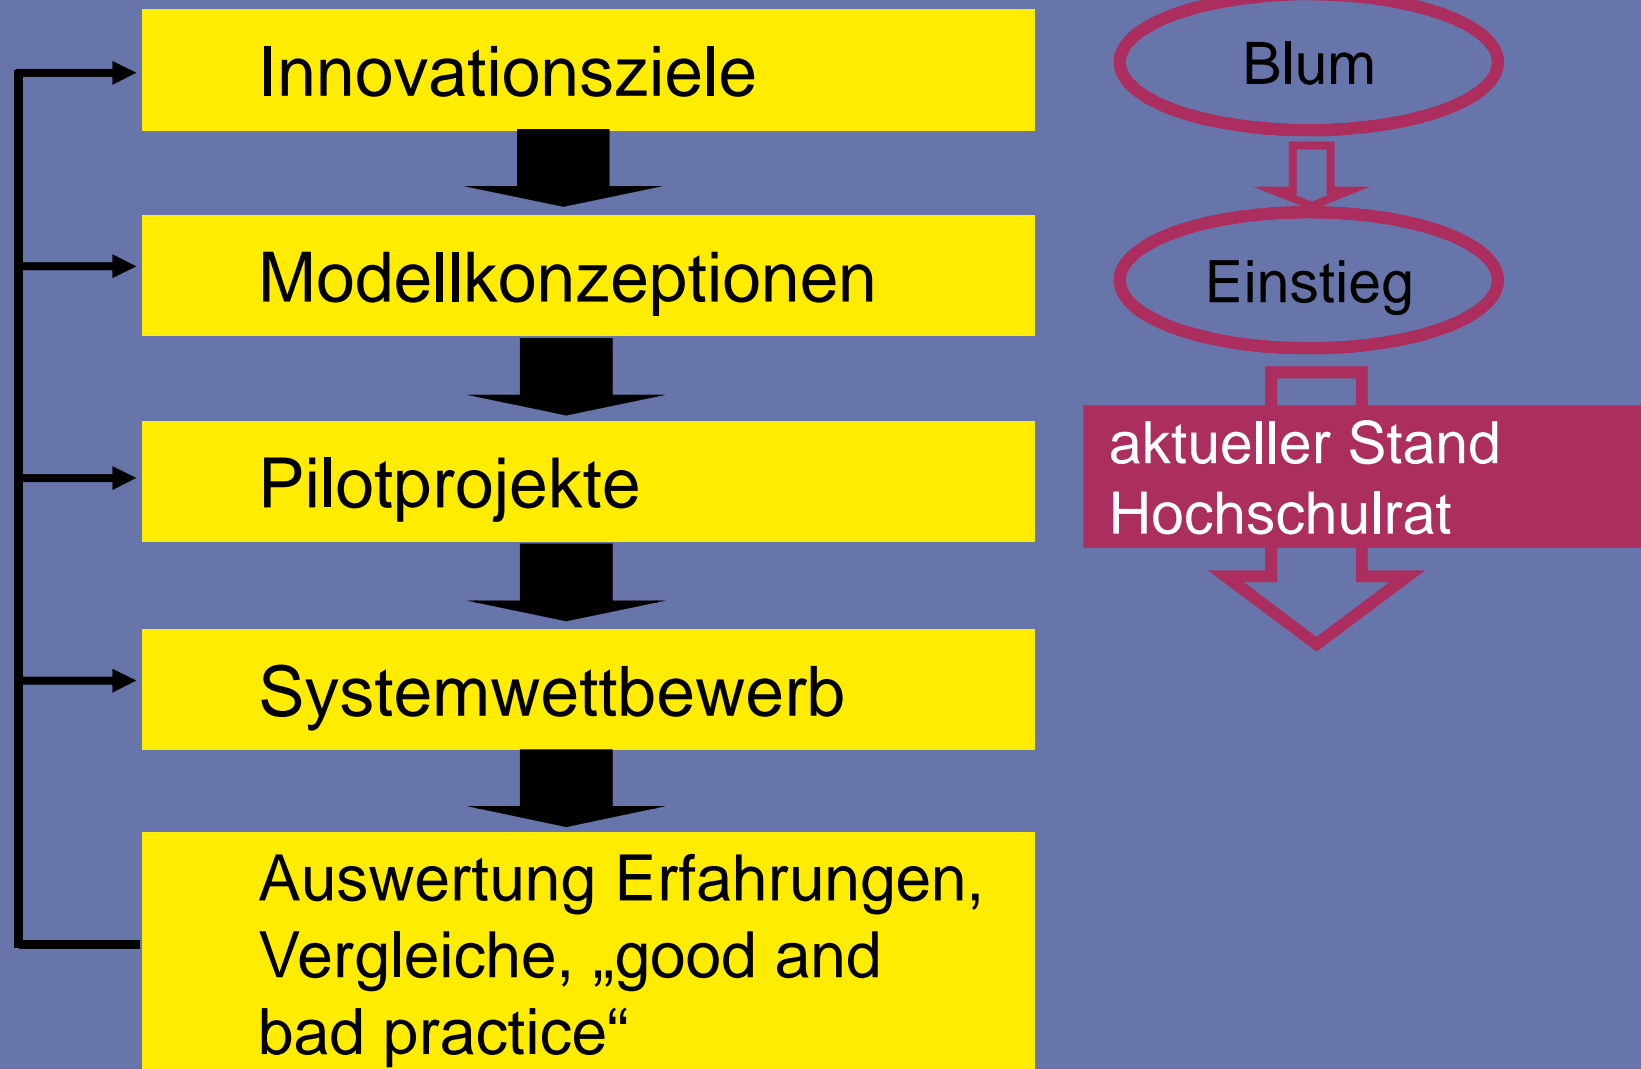 Innovationsziele
Modellkonzeptionen
Pilotprojekte
Systemwettbewerb
Auswertung Erfahrungen,
Vergleiche, „good and
bad practice“
Blum
Einstieg
aktueller Stand
Hochschulrat